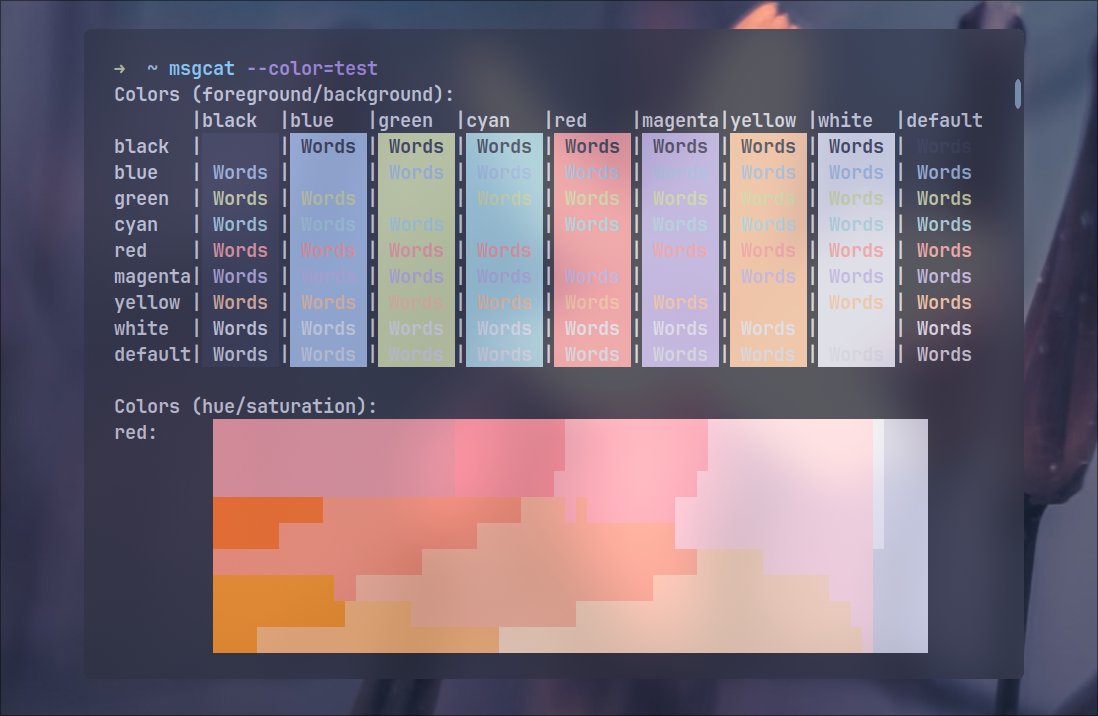 ➜  ~ msgcat --color=test
Colors (foreground/background):
       |black  |blue   |green  |cyan   |red    |magenta|yellow |white  |default
black  |       | Words | Words | Words | Words | Words | Words | Words | Words
blue   | Words |       | Words | Words | Words | Words | Words | Words | Words
green  | Words | Words |       | Words | Words | Words | Words | Words | Words
cyan   | Words | Words | Words |       | Words | Words | Words | Words | Words
red    | Words | Words | Words | Words |       | Words | Words | Words | Words
magenta| Words | Words | Words | Words | Words |       | Words | Words | Words
yellow | Words | Words | Words | Words | Words | Words |       | Words | Words
white  | Words | Words | Words | Words | Words | Words | Words |       | Words
default| Words | Words | Words | Words | Words | Words | Words | Words | Words
Colors (hue/saturation):
red: